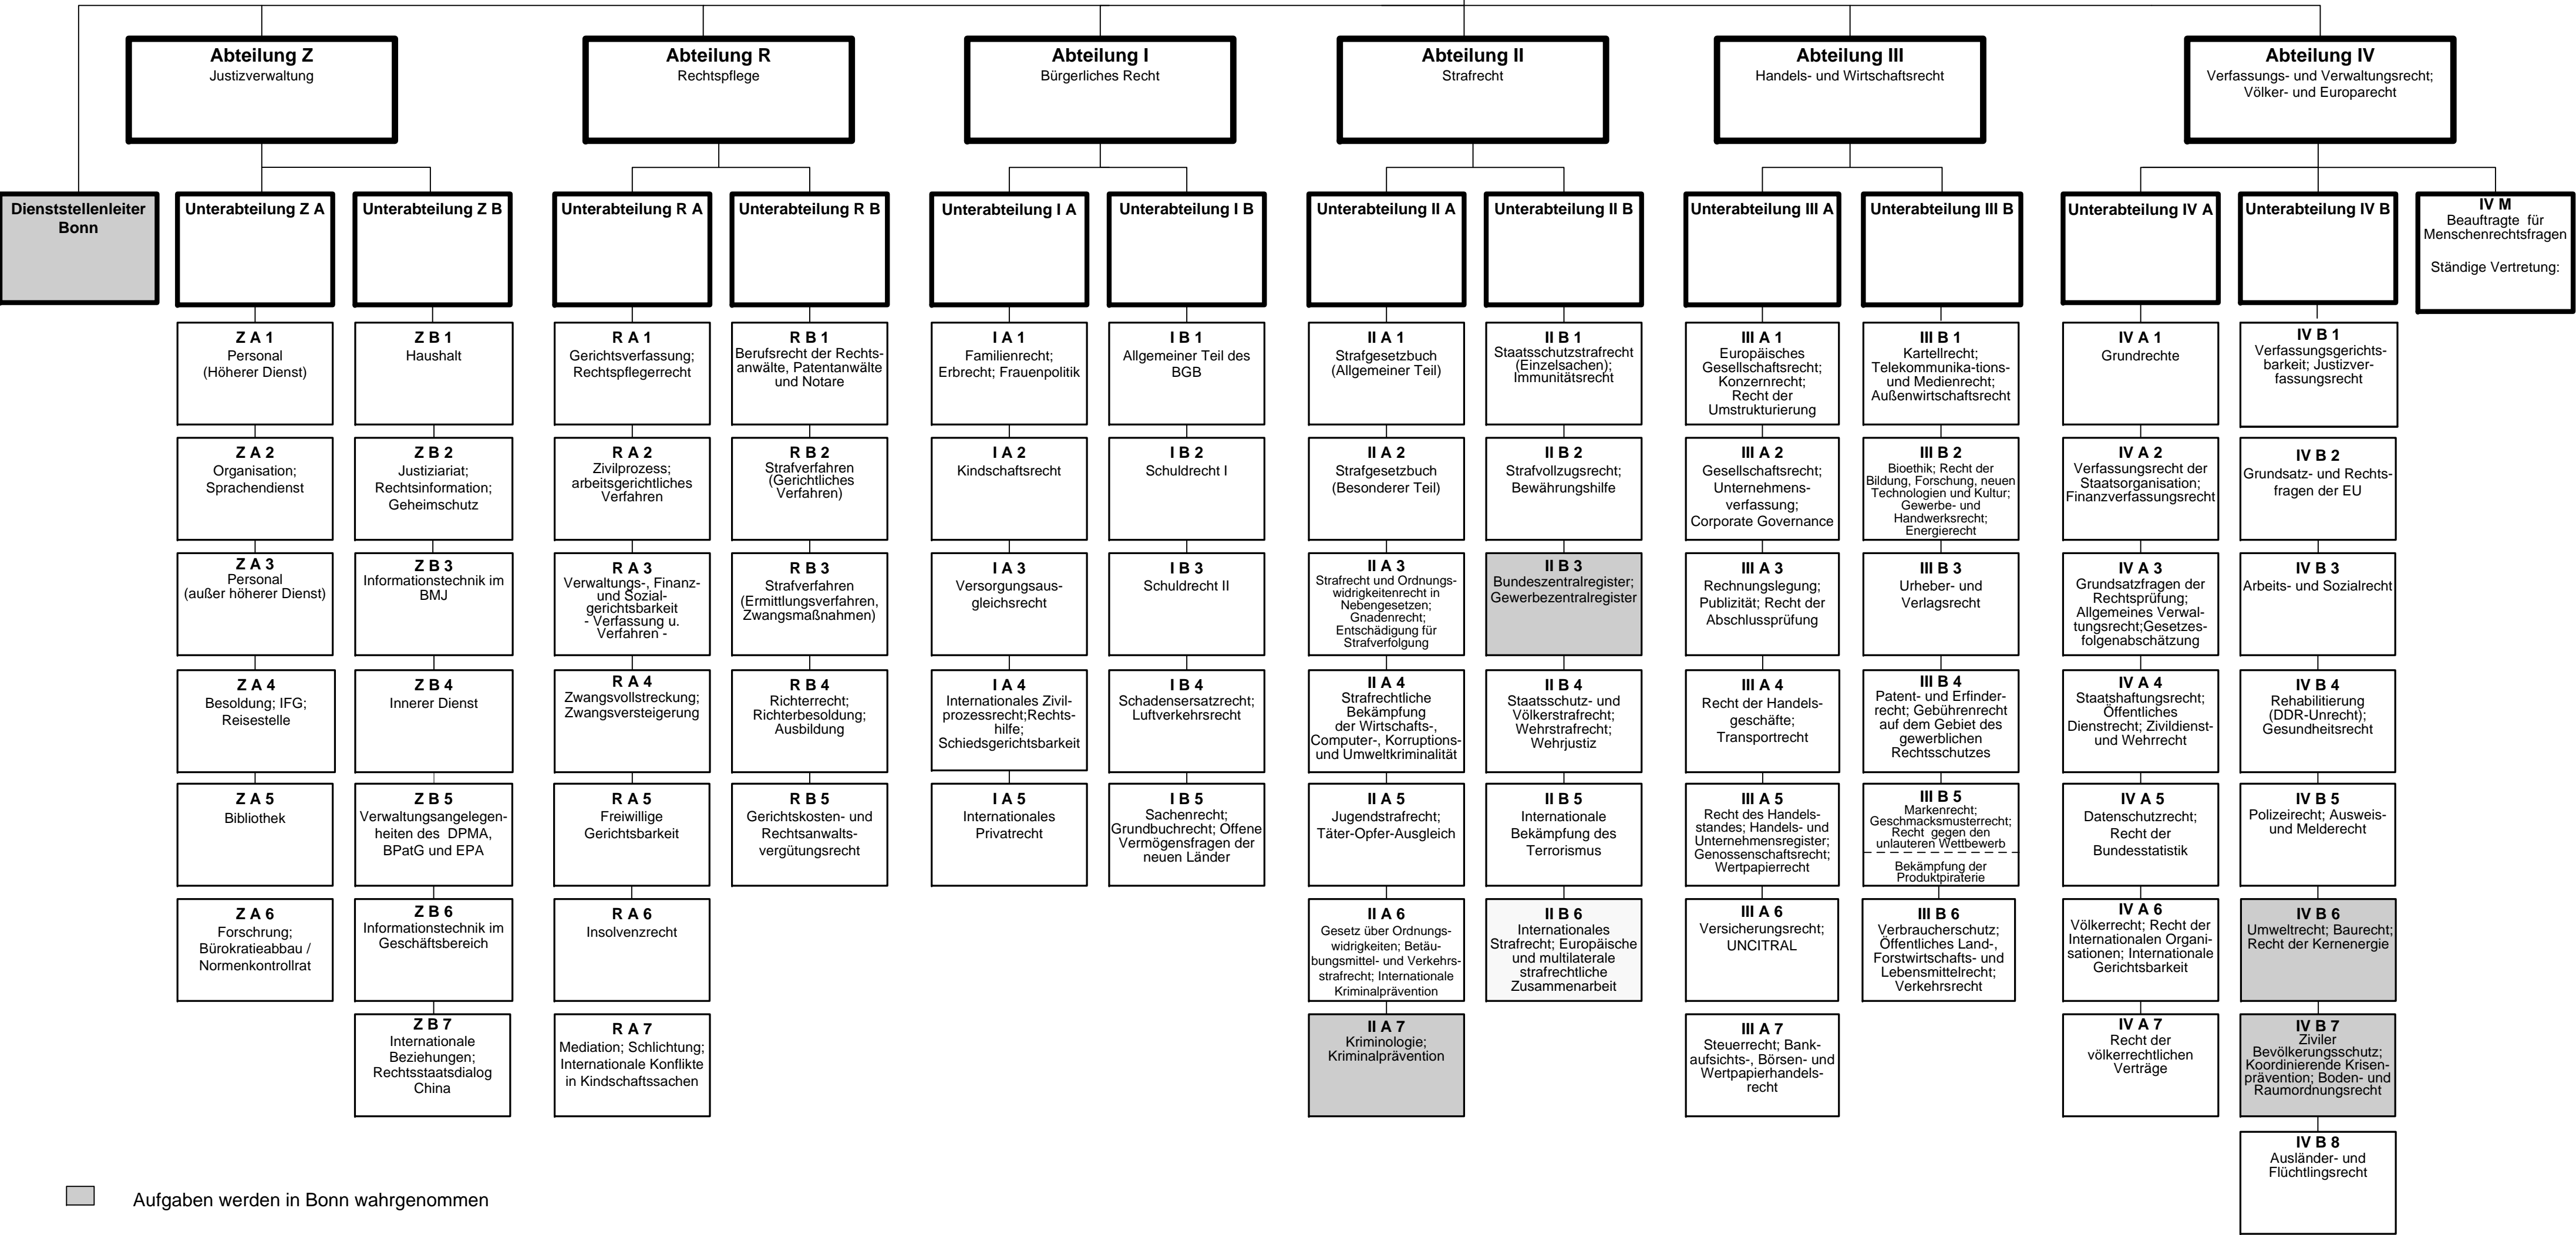 Abteilung Z
Justizverwaltung
Abteilung R
Rechtspflege
Abteilung I
Bürgerliches Recht
Abteilung II
Strafrecht
Abteilung III
Handels- und Wirtschaftsrecht
Abteilung IV
Verfassungs- und Verwaltungsrecht;
Völker- und Europarecht
Dienststellenleiter
Bonn
Unterabteilung Z A
Z A 1
Personal
(Höherer Dienst)
Z A 2
Organisation;
Sprachendienst
Z A 3
Personal
(außer höherer Dienst)
Z A 4
Besoldung; IFG;
Reisestelle
Z A 5
Bibliothek
Z A 6
Forschrung;
Bürokratieabbau /
Normenkontrollrat
Unterabteilung Z B
Z B 1
Haushalt
Z B 2
Justiziariat;
Rechtsinformation;
Geheimschutz
Z B 3
Informationstechnik im
BMJ
Z B 4
Innerer Dienst
Z B 5
Verwaltungsangelegen-
heiten des DPMA,
BPatG und EPA
Z B 6
Informationstechnik im
Geschäftsbereich
Z B 7
Internationale
Beziehungen;
Rechtsstaatsdialog
China
Unterabteilung R A
R A 1
Gerichtsverfassung;
Rechtspflegerrecht
R A 2
Zivilprozess;
arbeitsgerichtliches
Verfahren
R A 3
Verwaltungs-, Finanz-
und Sozial-
gerichtsbarkeit
- Verfassung u.
Verfahren -
R A 4
Zwangsvollstreckung;
Zwangsversteigerung
R A 5
Freiwillige
Gerichtsbarkeit
R A 6
Insolvenzrecht
R A 7
Mediation; Schlichtung;
Internationale Konflikte
in Kindschaftssachen
Unterabteilung R B
R B 1
Berufsrecht der Rechts-
anwälte, Patentanwälte
und Notare
R B 2
Strafverfahren
(Gerichtliches
Verfahren)
R B 3
Strafverfahren
(Ermittlungsverfahren,
Zwangsmaßnahmen)
R B 4
Richterrecht;
Richterbesoldung;
Ausbildung
R B 5
Gerichtskosten- und
Rechtsanwalts-
vergütungsrecht
Unterabteilung I A
I A 1
Familienrecht;
Erbrecht; Frauenpolitik
I A 2
Kindschaftsrecht
I A 3
Versorgungsaus-
gleichsrecht
I A 4
Internationales Zivil-
prozessrecht;Rechts-
hilfe;
Schiedsgerichtsbarkeit
I A 5
Internationales
Privatrecht
Unterabteilung I B
I B 1
Allgemeiner Teil des
BGB
I B 2
Schuldrecht I
I B 3
Schuldrecht II
I B 4
Schadensersatzrecht;
Luftverkehrsrecht
I B 5
Sachenrecht;
Grundbuchrecht; Offene
Vermögensfragen der
neuen Länder
Unterabteilung II A
II A 1
Strafgesetzbuch
(Allgemeiner Teil)
II A 2
Strafgesetzbuch
(Besonderer Teil)
II A 3
Strafrecht und Ordnungs-
widrigkeitenrecht in
Nebengesetzen;
Gnadenrecht;
Entschädigung für
Strafverfolgung
II A 4
Strafrechtliche
Bekämpfung
der Wirtschafts-,
Computer-, Korruptions-
und Umweltkriminalität
II A 5
Jugendstrafrecht;
Täter-Opfer-Ausgleich
II A 6
Gesetz über Ordnungs-
widrigkeiten; Betäu-
bungsmittel- und Verkehrs-
strafrecht; Internationale
Kriminalprävention
II A 7
Kriminologie;
Kriminalprävention
Unterabteilung II B
II B 1
Staatsschutzstrafrecht
(Einzelsachen);
Immunitätsrecht
II B 2
Strafvollzugsrecht;
Bewährungshilfe
II B 3
Bundeszentralregister;
Gewerbezentralregister
II B 4
Staatsschutz- und
Völkerstrafrecht;
Wehrstrafrecht;
Wehrjustiz
II B 5
Internationale
Bekämpfung des
Terrorismus
II B 6
Internationales
Strafrecht; Europäische
und multilaterale
strafrechtliche
Zusammenarbeit
Unterabteilung III A
III A 1
Europäisches
Gesellschaftsrecht;
Konzernrecht;
Recht der
Umstrukturierung
III A 2
Gesellschaftsrecht;
Unternehmens-
verfassung;
Corporate Governance
III A 3
Rechnungslegung;
Publizität; Recht der
Abschlussprüfung
III A 4
Recht der Handels-
geschäfte;
Transportrecht
III A 5
Recht des Handels-
standes; Handels- und
Unternehmensregister;
Genossenschaftsrecht;
Wertpapierrecht
III A 6
Versicherungsrecht;
UNCITRAL
III A 7
Steuerrecht; Bank-
aufsichts-, Börsen- und
Wertpapierhandels-
recht
Unterabteilung III B
III B 1
Kartellrecht;
Telekommunika-tions-
und Medienrecht;
Außenwirtschaftsrecht
III B 2
Bioethik; Recht der
Bildung, Forschung, neuen
Technologien und Kultur;
Gewerbe- und
Handwerksrecht;
Energierecht
III B 3
Urheber- und
Verlagsrecht
III B 4
Patent- und Erfinder-
recht; Gebührenrecht
auf dem Gebiet des
gewerblichen
Rechtsschutzes
III B 5
Markenrecht;
Geschmacksmusterrecht;
Recht gegen den
unlauteren Wettbewerb
Bekämpfung der
Produktpiraterie
III B 6
Verbraucherschutz;
Öffentliches Land-,
Forstwirtschafts- und
Lebensmittelrecht;
Verkehrsrecht
Unterabteilung IV A
IV A 1
Grundrechte
IV A 2
Verfassungsrecht der
Staatsorganisation;
Finanzverfassungsrecht
IV A 3
Grundsatzfragen der
Rechtsprüfung;
Allgemeines Verwal-
tungsrecht;Gesetzes-
folgenabschätzung
IV A 4
Staatshaftungsrecht;
Öffentliches
Dienstrecht; Zivildienst-
und Wehrrecht
IV A 5
Datenschutzrecht;
Recht der
Bundesstatistik
IV A 6
Völkerrecht; Recht der
Internationalen Organi-
sationen; Internationale
Gerichtsbarkeit
IV A 7
Recht der
völkerrechtlichen
Verträge
Unterabteilung IV B
IV B 1
Verfassungsgerichts-
barkeit; Justizver-
fassungsrecht
IV B 2
Grundsatz- und Rechts-
fragen der EU
IV B 3
Arbeits- und Sozialrecht
IV B 4
Rehabilitierung
(DDR-Unrecht);
Gesundheitsrecht
IV B 5
Polizeirecht; Ausweis-
und Melderecht
IV B 6
Umweltrecht; Baurecht;
Recht der Kernenergie
IV B 7
Ziviler
Bevölkerungsschutz;
Koordinierende Krisen-
prävention; Boden- und
Raumordnungsrecht
IV B 8
Ausländer- und
Flüchtlingsrecht
IV M
Beauftragte für
Menschenrechtsfragen
Ständige Vertretung:
Aufgaben werden in Bonn wahrgenommen